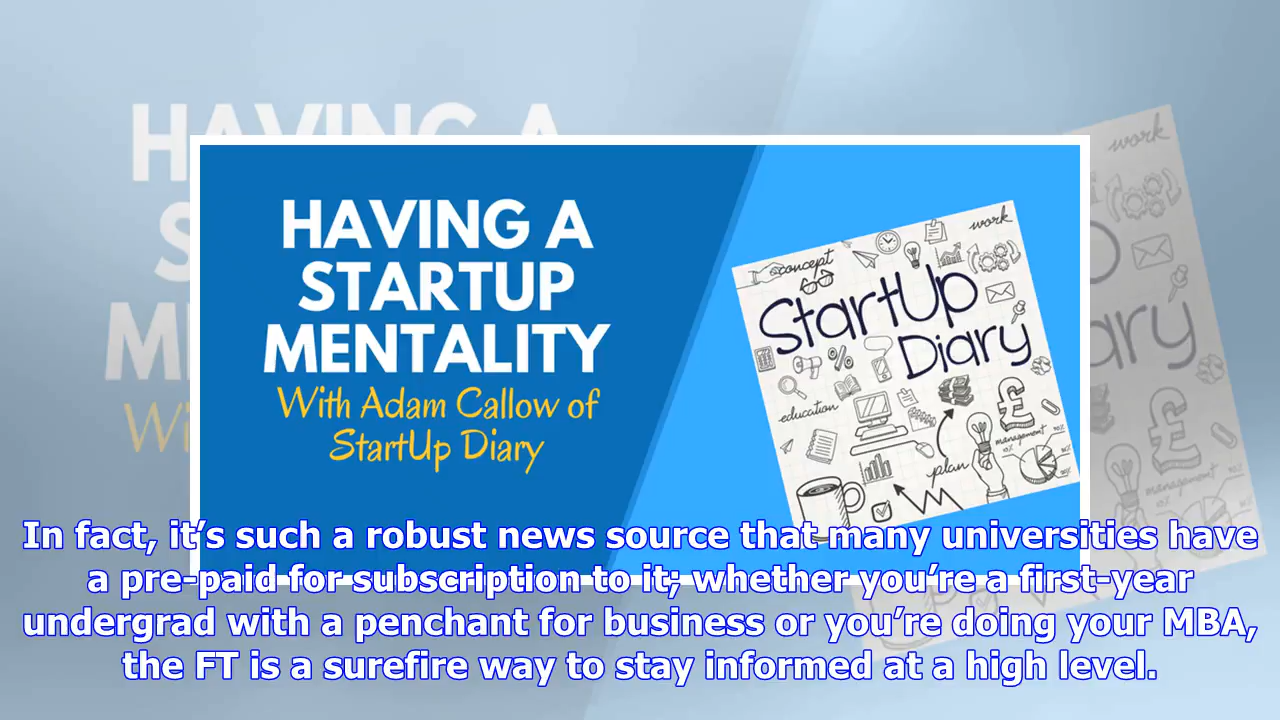 HAVING A
STARTUP
MENTALITY
With Adam Callow of
StartUp Diary
work
concept
StartUp
Diary
education
plan
management
work
ary
In fact, it’s such a robust news source that many universities have
a pre-paid for subscription to it; whether you’re a first-year
undergrad with a penchant for business or you’re doing your MBA,
the FT is a surefire way to stay informed at a high level.